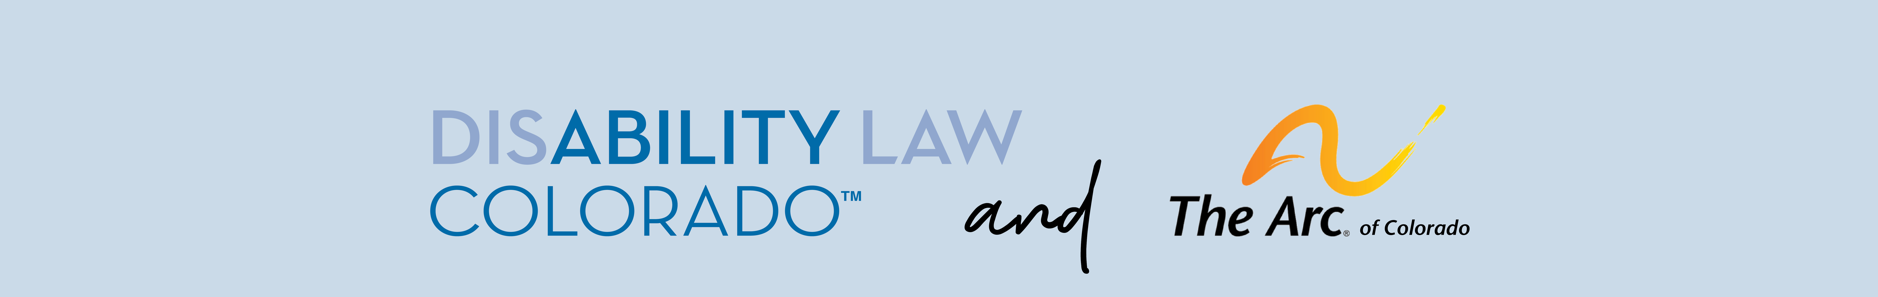 DISABILITY LAW
COLORADO™
and
The Arc® of Colorado